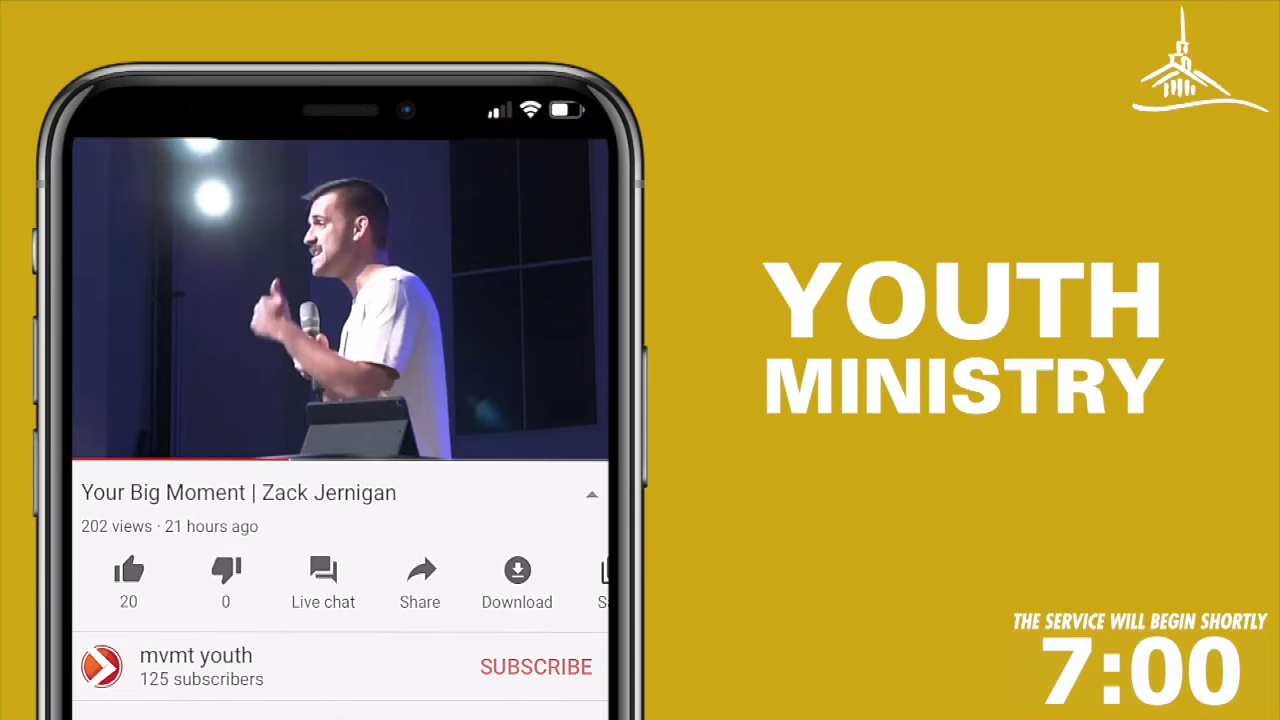 YOUTH
MINISTRY
Your Big Moment | Zack Jernigan
202 views · 21 hours ago
20
0
Live chat
Share
Download
mvmt youth
125 subscribers
SUBSCRIBE
THE SERVICE WILL BEGIN SHORTLY
7:00